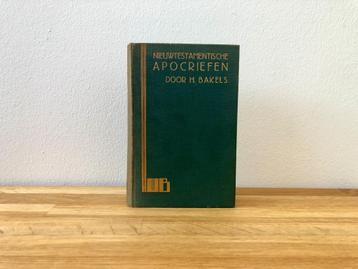 NIEUWTESTAMENTISCHE
APOCRIEFEN
DOOR H. BAKELS